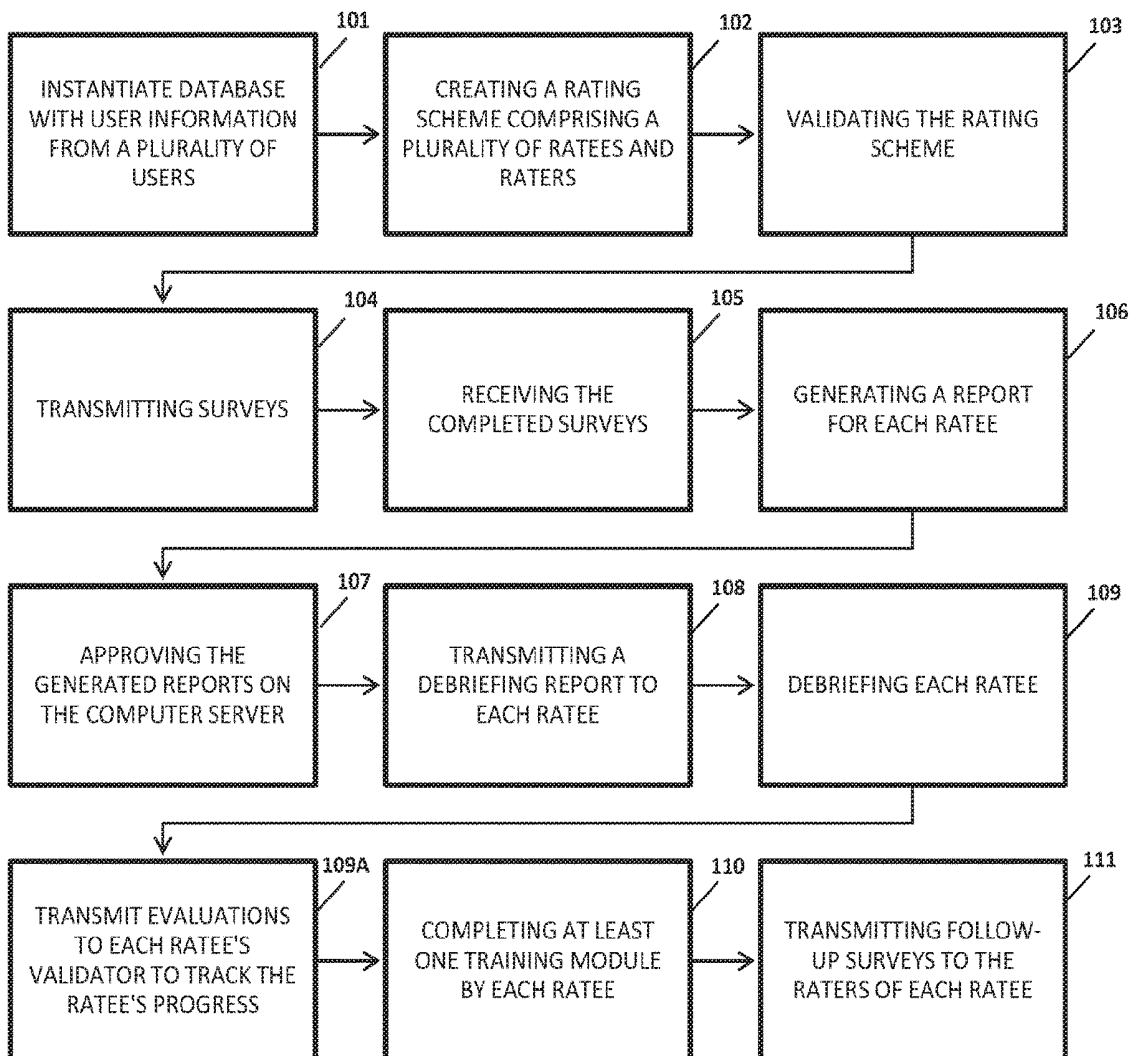 101
INSTANTIATE DATABASE
WITH USER INFORMATION
FROM A PLURALITY OF
USERS
102
CREATING A RATING
SCHEME COMPRISING A
PLURALITY OF RATEES AND
RATERS
103
VALIDATING THE RATING
SCHEME
104
TRANSMITTING SURVEYS
105
RECEIVING THE
COMPLETED SURVEYS
106
GENERATING A REPORT
FOR EACH RATEE
107
APPROVING THE
GENERATED REPORTS ON
THE COMPUTER SERVER
108
TRANSMITTING A
DEBRIEFING REPORT TO
EACH RATEE
109
DEBRIEFING EACH RATEE
109A
TRANSMIT EVALUATIONS
TO EACH RATEE'S
VALIDATOR TO TRACK THE
RATEE'S PROGRESS
110
COMPLETING AT LEAST
ONE TRAINING MODULE
BY EACH RATEE
111
TRANSMITTING FOLLOW-
UP SURVEYS TO THE
RATERS OF EACH RATEE